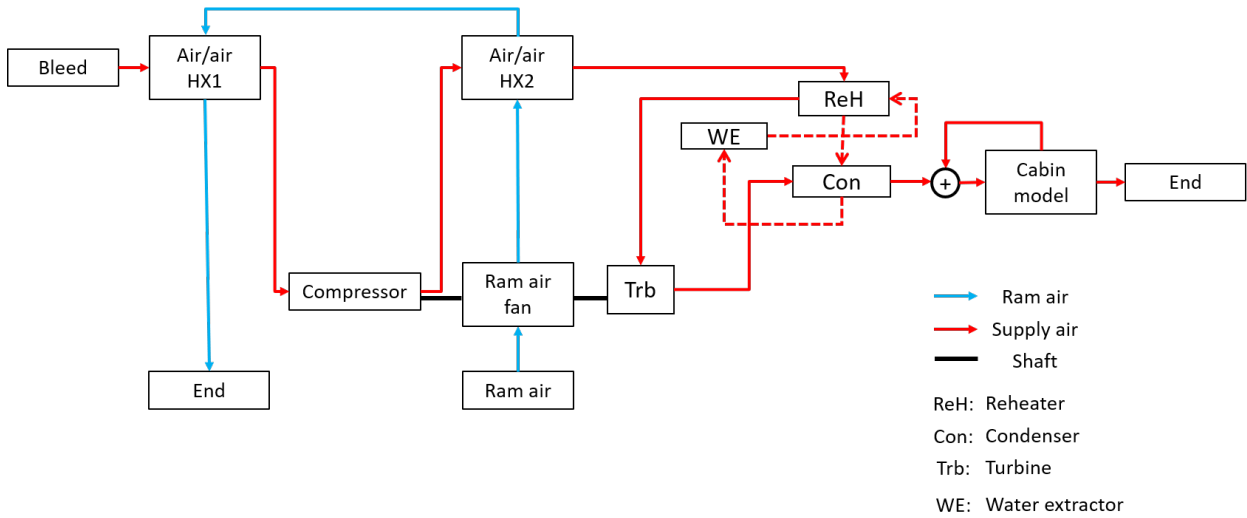 Air/air
HX1
Air/air
HX2
Bleed
ReH
WE
Con
+
Cabin
model
End
Compressor
Ram air
fan
Trb
Ram air
Supply air
Shaft
End
Ram air
ReH: Reheater
Con: Condenser
Trb: Turbine
WE: Water extractor